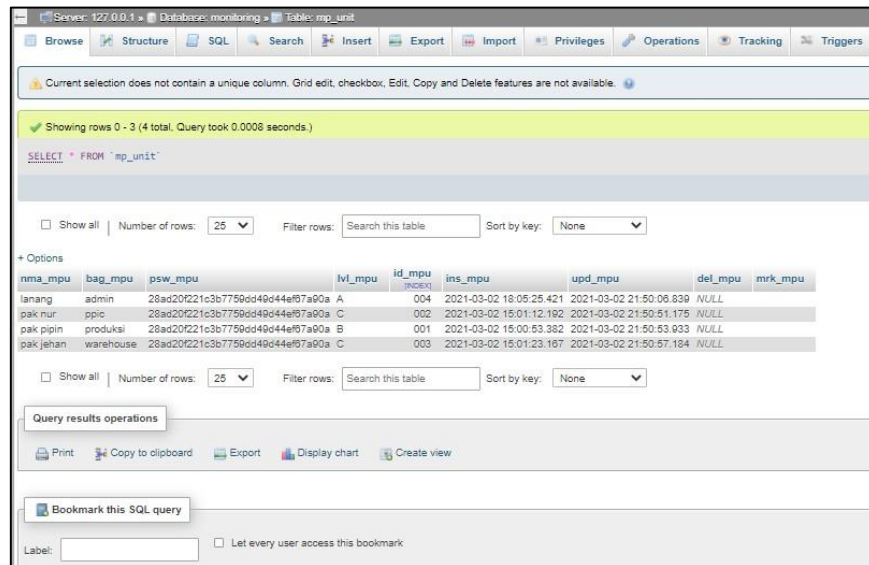 Server: 127.0.0.1 » Database: monitoring » Table: mp_unit
Browse Structure SQL Search Insert Export Import Privileges Operations Tracking Triggers
Current selection does not contain a unique column. Grid edit, checkbox, Edit, Copy and Delete features are not available.
Showing rows 0 - 3 (4 total, Query took 0.0008 seconds.)
SELECT * FROM `mp_unit`
Show all | Number of rows: 25 Filter rows: Search this table Sort by key: None
+ Options
nma_mpu bag_mpu psw_mpu lvl_mpu id_mpu ins_mpu upd_mpu del_mpu mrk_mpu
[INDEX]
lanang admin 28ad20f221c3b7759dd49d44ef67a90a A 004 2021-03-02 18:05:25.421 2021-03-02 21:50:06.839 NULL
pak nur ppic 28ad20f221c3b7759dd49d44ef67a90a C 002 2021-03-02 15:01:12.192 2021-03-02 21:50:51.175 NULL
pak pipin produksi 28ad20f221c3b7759dd49d44ef67a90a B 001 2021-03-02 15:00:53.382 2021-03-02 21:50:53.933 NULL
pak jehan warehouse 28ad20f221c3b7759dd49d44ef67a90a C 003 2021-03-02 15:01:23.167 2021-03-02 21:50:57.184 NULL
Show all | Number of rows: 25 Filter rows: Search this table Sort by key: None
Query results operations
Print Copy to clipboard Export Display chart Create view
Bookmark this SQL query
Label: Let every user access this bookmark